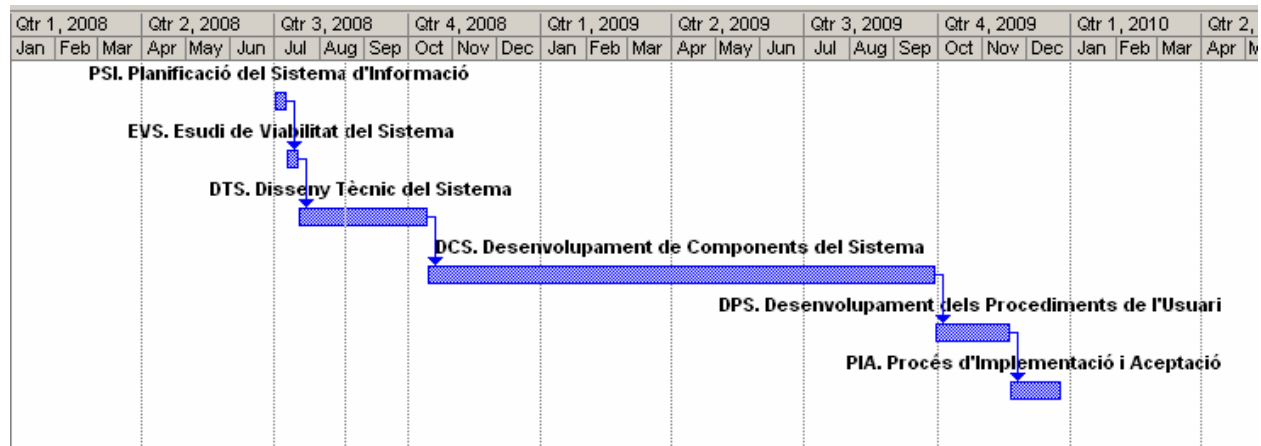 Qtr 1, 2008 Qtr 2, 2008 Qtr 3, 2008 Qtr 4, 2008 Qtr 1, 2009 Qtr 2, 2009 Qtr 3, 2009 Qtr 4, 2009 Qtr 1, 2010 Qtr 2,
Jan Feb Mar Apr May Jun Jul Aug Sep Oct Nov Dec Jan Feb Mar Apr May Jun Jul Aug Sep Oct Nov Dec Jan Feb Mar Apr
PSI. Planificació del Sistema d'Informació
EVS. Esudi de Viabilitat del Sistema
DTS. Disseny Tècnic del Sistema
DCS. Desenvolupament de Components del Sistema
DPS. Desenvolupament dels Procediments de l'Usuari
PIA. Procés d'Implementació i Aceptació